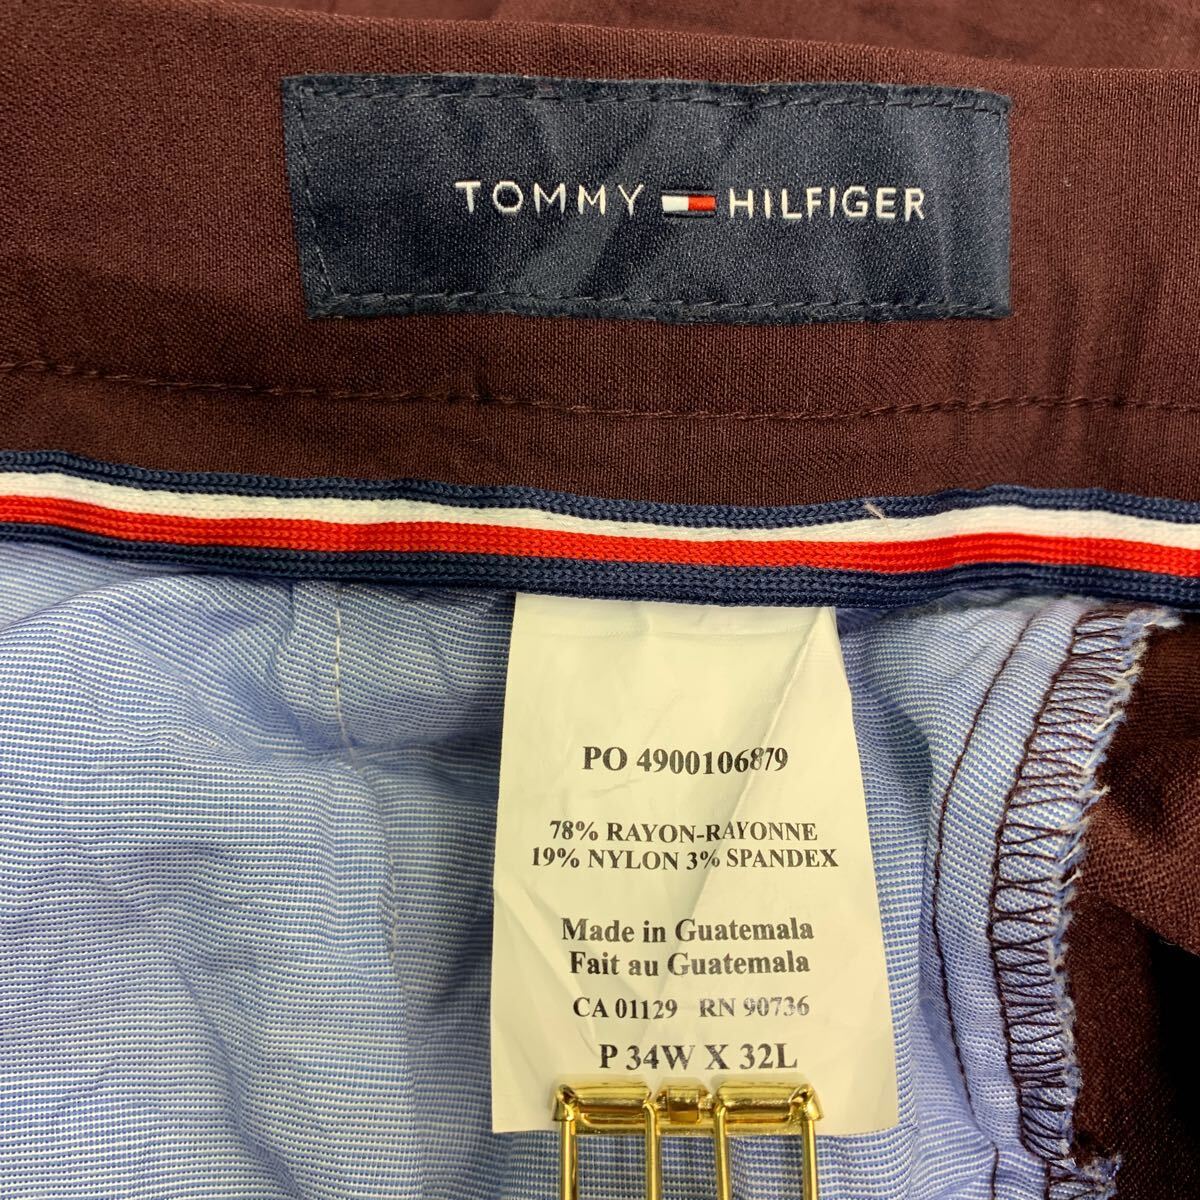 TOMMY HILFIGER
PO 4900106879
78% RAYON-RAYONNE
19% NYLON 3% SPANDEX
Made in Guatemala
Fait au Guatemala
CA 01129 RN 90736
P 34W X 32L